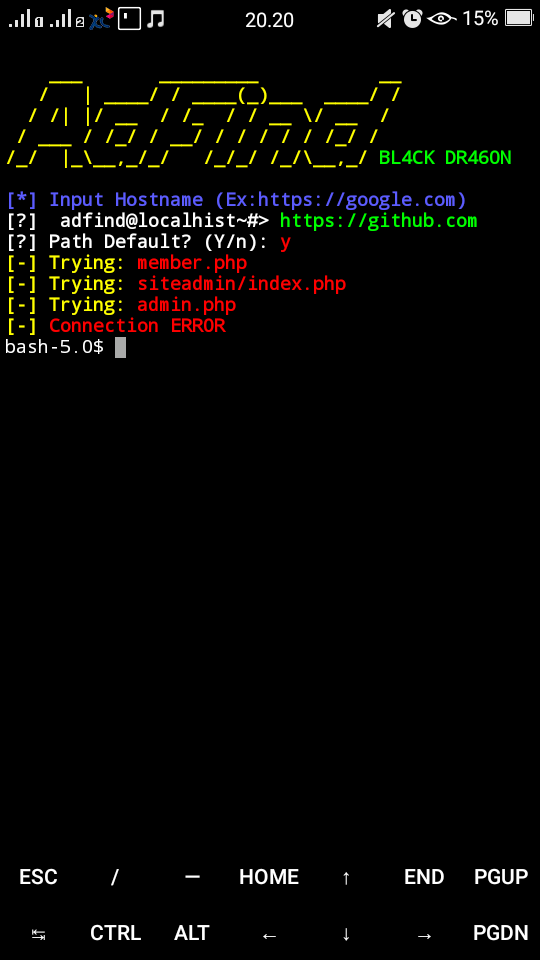 20.20 15%
AdFind BL4CK DR46ON
[*] Input Hostname (Ex:https://google.com)
[?]  adfind@localhist~#> https://github.com
[?] Path Default? (Y/n): y
[-] Trying: member.php
[-] Trying: siteadmin/index.php
[-] Trying: admin.php
[-] Connection ERROR
bash-5.0$
ESC / — HOME ↑ END PGUP
↹ CTRL ALT ← ↓ → PGDN